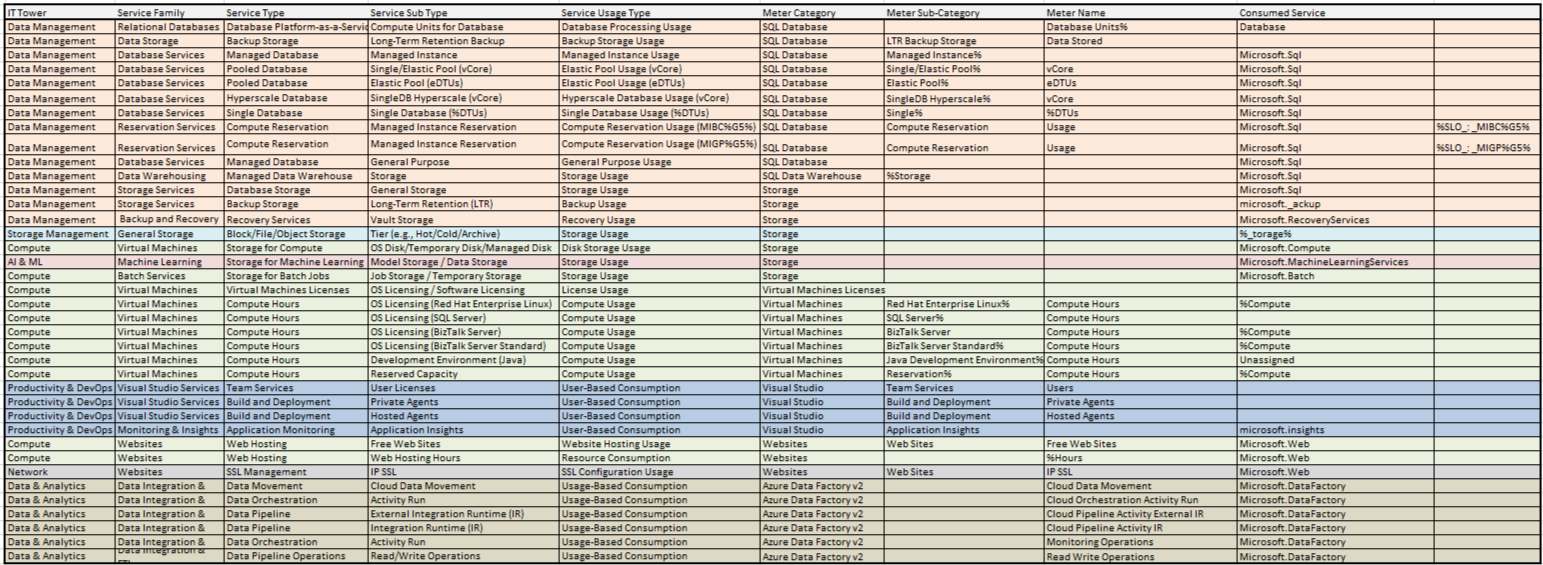 IT Tower Service Family Service Type Service Sub Type Service Usage Type Meter Category Meter Sub-Category Meter Name Consumed Service
Data Management Relational Databases Database Platform-as-a-Servic Compute Units for Database Database Processing Usage SQL Database Database Units% Database
Data Management Data Storage Backup Storage Long-Term Retention Backup Backup Storage Usage SQL Database LTR Backup Storage Data Stored
Data Management Database Services Managed Database Managed Instance Managed Instance Usage SQL Database Managed Instance% Microsoft.Sql
Data Management Database Services Pooled Database Single/Elastic Pool (vCore) Elastic Pool Usage (vCore) SQL Database Single/Elastic Pool% vCore Microsoft.Sql
Data Management Database Services Pooled Database Elastic Pool (eDTUs) Elastic Pool Usage (eDTUs) SQL Database Elastic Pool% eDTUs Microsoft.Sql
Data Management Database Services Hyperscale Database SingleDB Hyperscale (vCore) Hyperscale Database Usage (vCore) SQL Database SingleDB Hyperscale% vCore Microsoft.Sql
Data Management Database Services Single Database Single Database (%DTUs) Single Database Usage (%DTUs) SQL Database Single% %DTUs Microsoft.Sql
Data Management Reservation Services Compute Reservation Managed Instance Reservation Compute Reservation Usage (MIBC%G5%) SQL Database Compute Reservation Usage Microsoft.Sql %SLO_:_MIBC%G5%
Data Management Reservation Services Compute Reservation Managed Instance Reservation Compute Reservation Usage (MIGP%G5%) SQL Database Compute Reservation Usage Microsoft.Sql %SLO_:_MIGP%G5%
Data Management Database Services Managed Database General Purpose General Purpose Usage SQL Database Microsoft.Sql
Data Management Data Warehousing Managed Data Warehouse Storage Storage Usage SQL Data Warehouse %Storage Microsoft.Sql
Data Management Storage Services Database Storage General Storage Storage Usage Storage Microsoft.Sql
Data Management Storage Services Backup Storage Long-Term Retention (LTR) Backup Usage Storage microsoft._ackup
Data Management Backup and Recovery Recovery Services Vault Storage Recovery Usage Storage Microsoft.RecoveryServices
Storage Management General Storage Block/File/Object Storage Tier (e.g., Hot/Cold/Archive) Storage Usage Storage %_torage%
Compute Virtual Machines Storage for Compute OS Disk/Temporary Disk/Managed Disk Disk Storage Usage Storage Microsoft.Compute
AI & ML Machine Learning Storage for Machine Learning Model Storage / Data Storage Storage Usage Storage Microsoft.MachineLearningServices
Compute Batch Services Storage for Batch Jobs Job Storage / Temporary Storage Storage Usage Storage Microsoft.Batch
Compute Virtual Machines Virtual Machines Licenses OS Licensing / Software Licensing License Usage Virtual Machines Licenses
Compute Virtual Machines Compute Hours OS Licensing (Red Hat Enterprise Linux) Compute Usage Virtual Machines Red Hat Enterprise Linux% Compute Hours %Compute
Compute Virtual Machines Compute Hours OS Licensing (SQL Server) Compute Usage Virtual Machines SQL Server% Compute Hours
Compute Virtual Machines Compute Hours OS Licensing (BizTalk Server) Compute Usage Virtual Machines BizTalk Server Compute Hours %Compute
Compute Virtual Machines Compute Hours OS Licensing (BizTalk Server Standard) Compute Usage Virtual Machines BizTalk Server Standard% Compute Hours %Compute
Compute Virtual Machines Compute Hours Development Environment (Java) Compute Usage Virtual Machines Java Development Environment% Compute Hours Unassigned
Compute Virtual Machines Compute Hours Reserved Capacity Compute Usage Virtual Machines Reservation% Compute Hours %Compute
Productivity & DevOps Visual Studio Services Team Services User Licenses User-Based Consumption Visual Studio Team Services Users
Productivity & DevOps Visual Studio Services Build and Deployment Private Agents User-Based Consumption Visual Studio Build and Deployment Private Agents
Productivity & DevOps Visual Studio Services Build and Deployment Hosted Agents User-Based Consumption Visual Studio Build and Deployment Hosted Agents
Productivity & DevOps Monitoring & Insights Application Monitoring Application Insights User-Based Consumption Visual Studio Application Insights microsoft.insights
Compute Websites Web Hosting Free Web Sites Website Hosting Usage Websites Web Sites Free Web Sites Microsoft.Web
Compute Websites Web Hosting Web Hosting Hours Resource Consumption Websites %Hours Microsoft.Web
Network Websites SSL Management IP SSL SSL Configuration Usage Websites Web Sites IP SSL Microsoft.Web
Data & Analytics Data Integration & Data Movement Cloud Data Movement Usage-Based Consumption Azure Data Factory v2 Cloud Data Movement Microsoft.DataFactory
Data & Analytics Data Integration & Data Orchestration Activity Run Usage-Based Consumption Azure Data Factory v2 Cloud Orchestration Activity Run Microsoft.DataFactory
Data & Analytics Data Integration & Data Pipeline External Integration Runtime (IR) Usage-Based Consumption Azure Data Factory v2 Cloud Pipeline Activity External IR Microsoft.DataFactory
Data & Analytics Data Integration & Data Pipeline Integration Runtime (IR) Usage-Based Consumption Azure Data Factory v2 Cloud Pipeline Activity IR Microsoft.DataFactory
Data & Analytics Data Integration & Data Orchestration Activity Run Usage-Based Consumption Azure Data Factory v2 Monitoring Operations Microsoft.DataFactory
Data & Analytics Data Integration & Data Pipeline Operations Read/Write Operations Usage-Based Consumption Azure Data Factory v2 Read Write Operations Microsoft.DataFactory